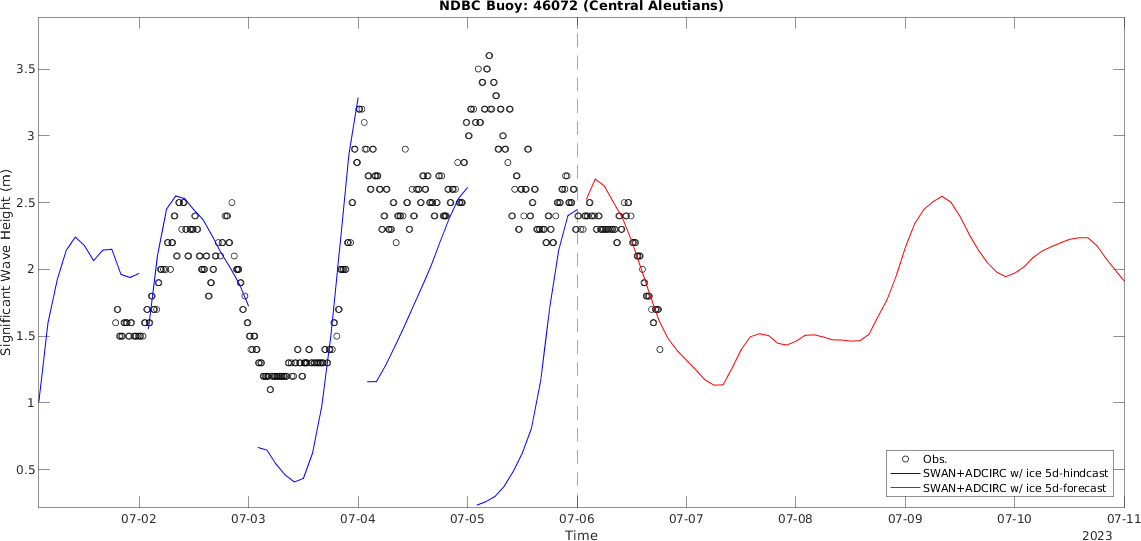 NDBC Buoy: 46072 (Central Aleutians)
Significant Wave Height (m)
3.5
3
2.5
2
1.5
1
0.5
Obs.
SWAN+ADCIRC w/ ice 5d-hindcast
SWAN+ADCIRC w/ ice 5d-forecast
07-02 07-03 07-04 07-05 07-06 07-07 07-08 07-09 07-10 07-11
Time
2023